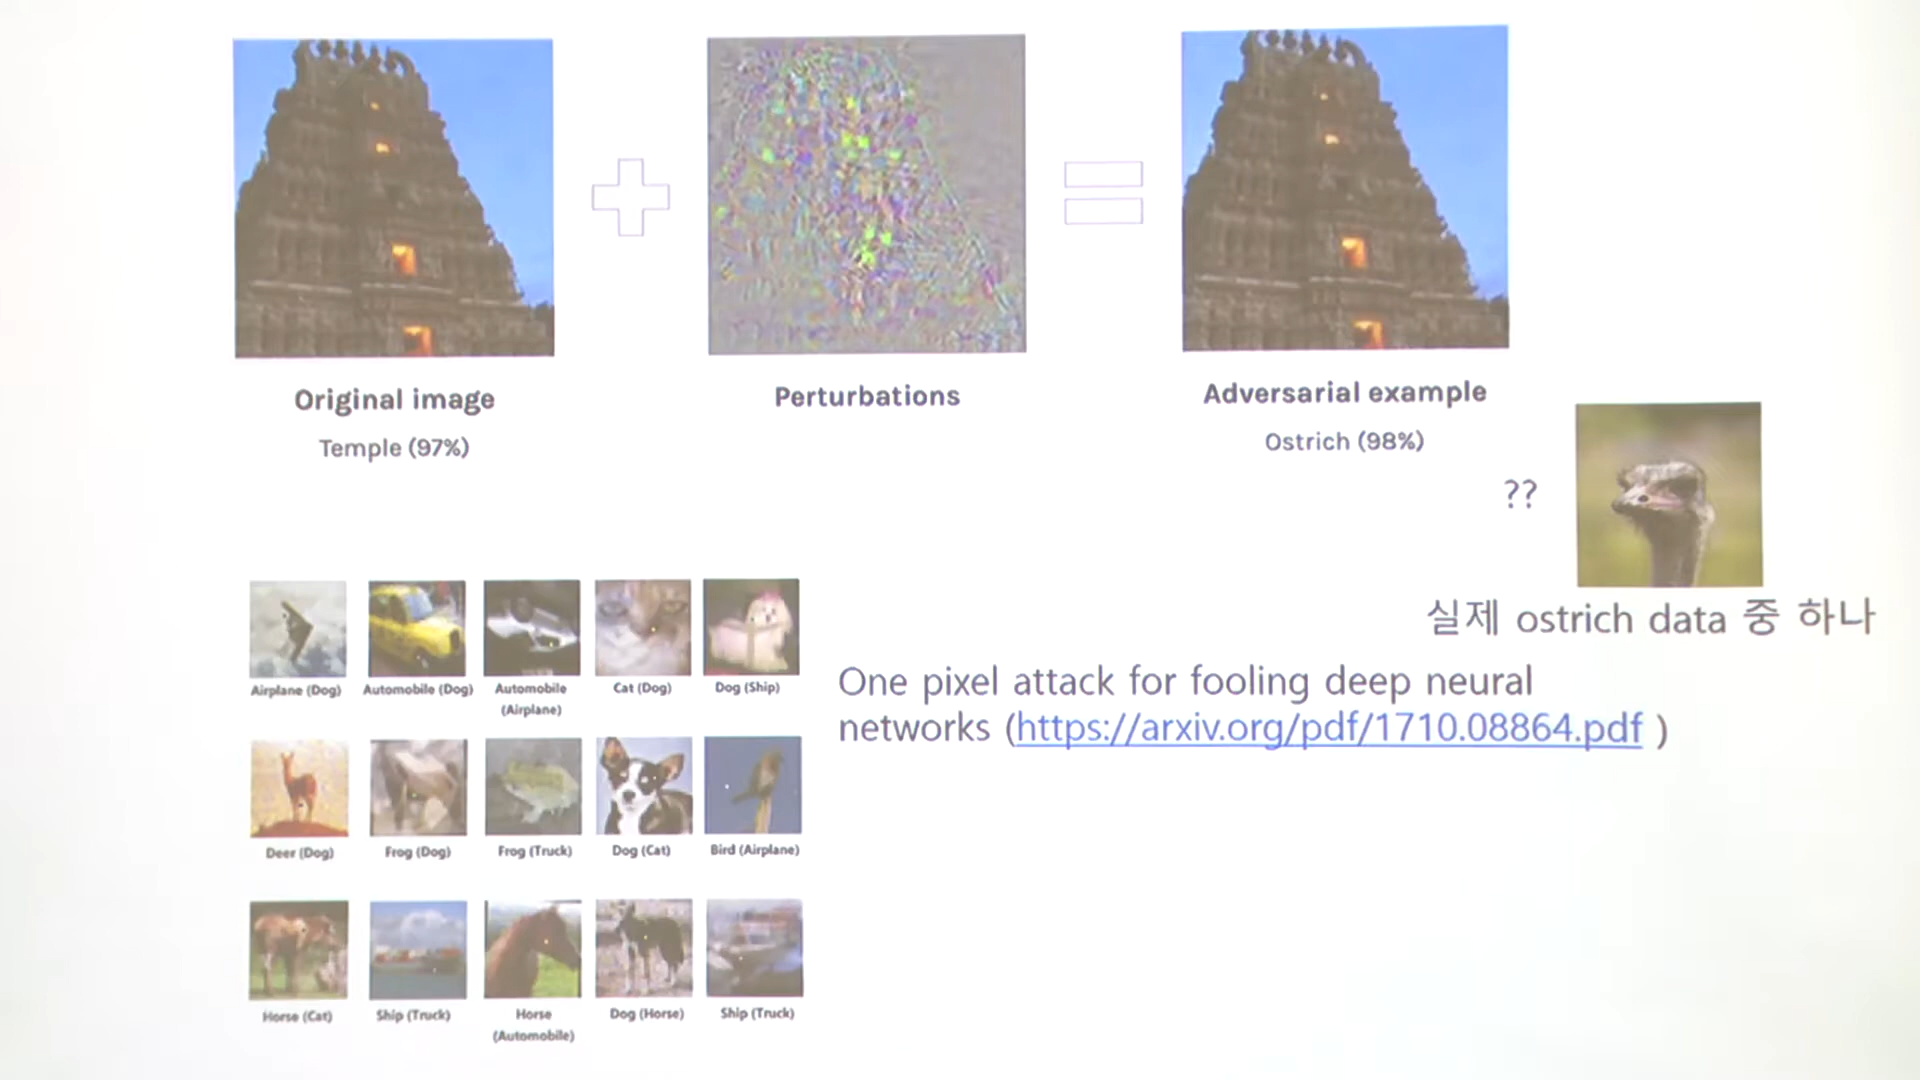 Original image
Temple (97%)
Perturbations
Adversarial example
Ostrich (98%)
??
실제 ostrich data 중 하나
Airplane (Dog)
Automobile (Dog)
Automobile
(Airplane)
Cat (Dog)
Dog (Ship)
One pixel attack for fooling deep neural
networks (https://arxiv.org/pdf/1710.08864.pdf )
Deer (Dog)
Frog (Dog)
Frog (Truck)
Dog (Cat)
Bird (Airplane)
Horse (Cat)
Ship (Truck)
Horse
(Automobile)
Dog (Horse)
Ship (Truck)